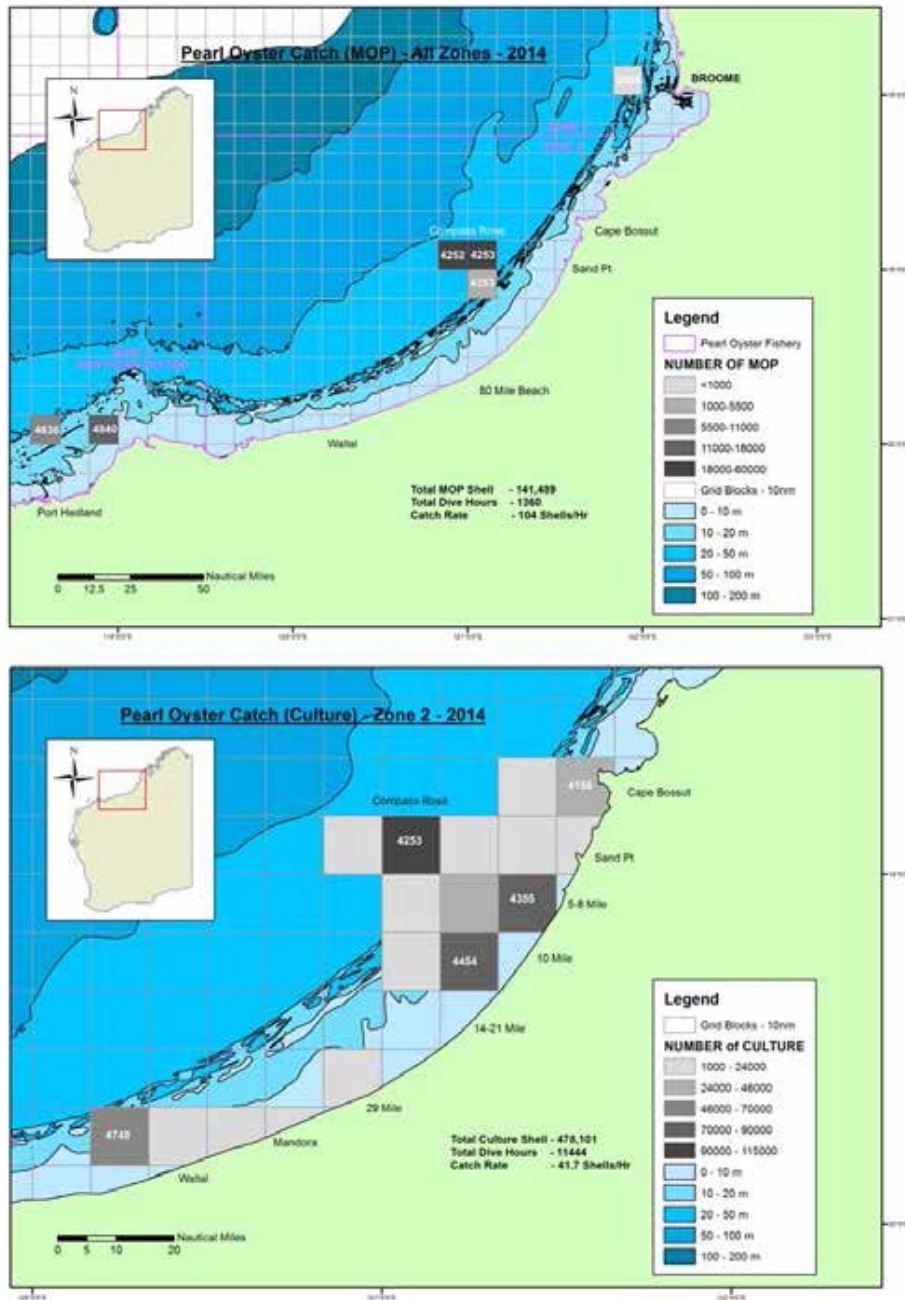 Pearl Oyster Catch (MOP) - All Zones - 2014
N
BROOME
Compass Rose
Cape Bossut
4252 4253
Sand Pt
4353
Legend
Pearl Oyster Fishery
NUMBER OF MOP
<1000
1000-5500
5500-11000
11000-18000
18000-60000
Grid Blocks - 10nm
0 - 10 m
10 - 20 m
20 - 50 m
50 - 100 m
100 - 200 m
80 Mile Beach
4840
Wallal
Total MOP Shell - 141,489
Total Dive Hours - 1360
Catch Rate - 104 Shells/Hr
Port Hedland
Nautical Miles
0 12.5 25 50
Pearl Oyster Catch (Culture) - Zone 2 - 2014
N
4156
Cape Bossut
Compass Rose
4253
Sand Pt
4355
5-8 Mile
4454
10 Mile
14-21 Mile
29 Mile
4748
Mandora
Wallal
Legend
Grid Blocks - 10nm
NUMBER of CULTURE
1000 - 24000
24000 - 46000
46000 - 70000
70000 - 90000
90000 - 115000
0 - 10 m
10 - 20 m
20 - 50 m
50 - 100 m
100 - 200 m
Total Culture Shell - 478,101
Total Dive Hours - 11444
Catch Rate - 41.7 Shells/Hr
Nautical Miles
0 5 10 20